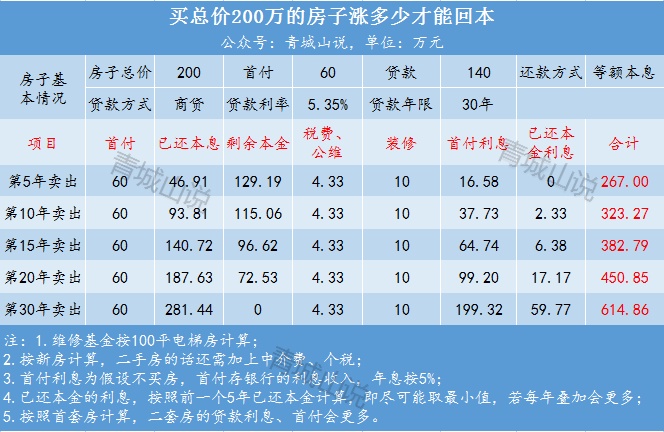 买总价200万的房子涨多少才能回本
公众号：青城山说，单位：万元
房子基本情况 房子总价 200 首付 60 贷款 140 还款方式 等额本息
贷款方式 商贷 贷款利率 5.35% 贷款年限 30年
项目 首付 已还本息 剩余本金 税费、公维 装修 首付利息 已还本金利息 合计
第5年卖出 60 46.91 129.19 4.33 10 16.58 0 267.00
第10年卖出 60 93.81 115.06 4.33 10 37.73 2.33 323.27
第15年卖出 60 140.72 96.62 4.33 10 64.74 6.38 382.79
第20年卖出 60 187.63 72.53 4.33 10 99.20 17.17 450.85
第30年卖出 60 281.44 0 4.33 10 199.32 59.77 614.86
注：1.维修基金按100平电梯房计算；
2.按新房计算，二手房的话还需加上中介费、个税；
3.首付利息为假设不买房，首付存银行的利息收入，年息按5%；
4.已还本金的利息，按照前一个5年已还本金计算，即尽可能取最小值，若每年叠加会更多；
5.按照首套房计算，二套房的贷款利息、首付会更多。
青城山说
青城山说
青城山说